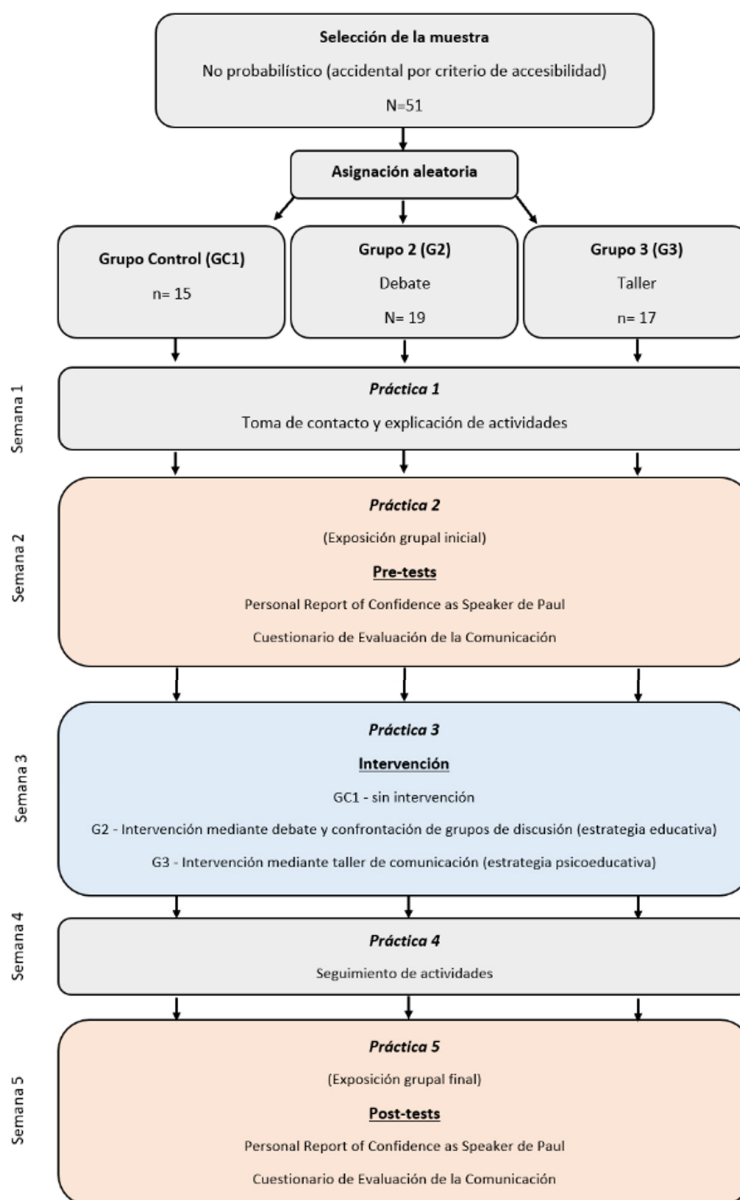 Selección de la muestra
No probabilístico (accidental por criterio de accesibilidad)
N=51
Asignación aleatoria
Grupo Control (GC1)
n= 15
Grupo 2 (G2)
Debate
N= 19
Grupo 3 (G3)
Taller
n= 17
Semana 1
Práctica 1
Toma de contacto y explicación de actividades
Semana 2
Práctica 2
(Exposición grupal inicial)
Pre-tests
Personal Report of Confidence as Speaker de Paul
Cuestionario de Evaluación de la Comunicación
Semana 3
Práctica 3
Intervención
GC1 - sin intervención
G2 - Intervención mediante debate y confrontación de grupos de discusión (estrategia educativa)
G3 - Intervención mediante taller de comunicación (estrategia psicoeducativa)
Semana 4
Práctica 4
Seguimiento de actividades
Semana 5
Práctica 5
(Exposición grupal final)
Post-tests
Personal Report of Confidence as Speaker de Paul
Cuestionario de Evaluación de la Comunicación